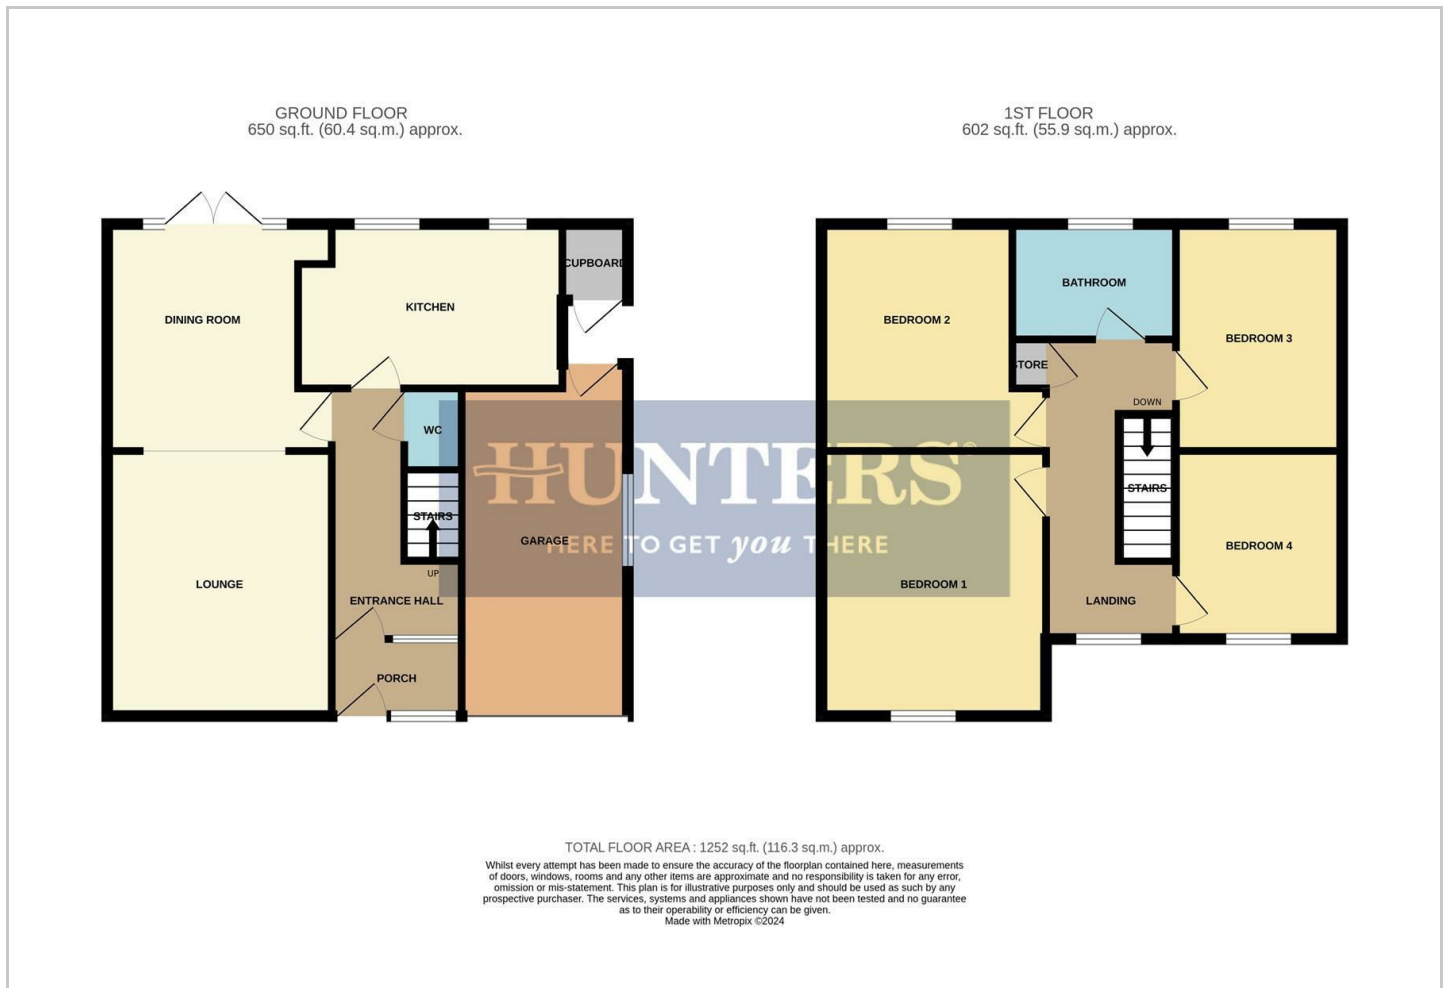 GROUND FLOOR
650 sq.ft. (60.4 sq.m.) approx.
1ST FLOOR
602 sq.ft. (55.9 sq.m.) approx.
CUPBOARD
DINING ROOM
KITCHEN
WC
STAIRS
GARAGE
UP
LOUNGE
ENTRANCE HALL
PORCH
BATHROOM
BEDROOM 2
BEDROOM 3
STORE
DOWN
STAIRS
BEDROOM 4
BEDROOM 1
LANDING
HUNTERS®
HERE TO GET you THERE
TOTAL FLOOR AREA : 1252 sq.ft. (116.3 sq.m.) approx.
Whilst every attempt has been made to ensure the accuracy of the floorplan contained here, measurements
of doors, windows, rooms and any other items are approximate and no responsibility is taken for any error,
omission or mis-statement. This plan is for illustrative purposes only and should be used as such by any
prospective purchaser. The services, systems and appliances shown have not been tested and no guarantee
as to their operability or efficiency can be given.
Made with Metropix ©2024